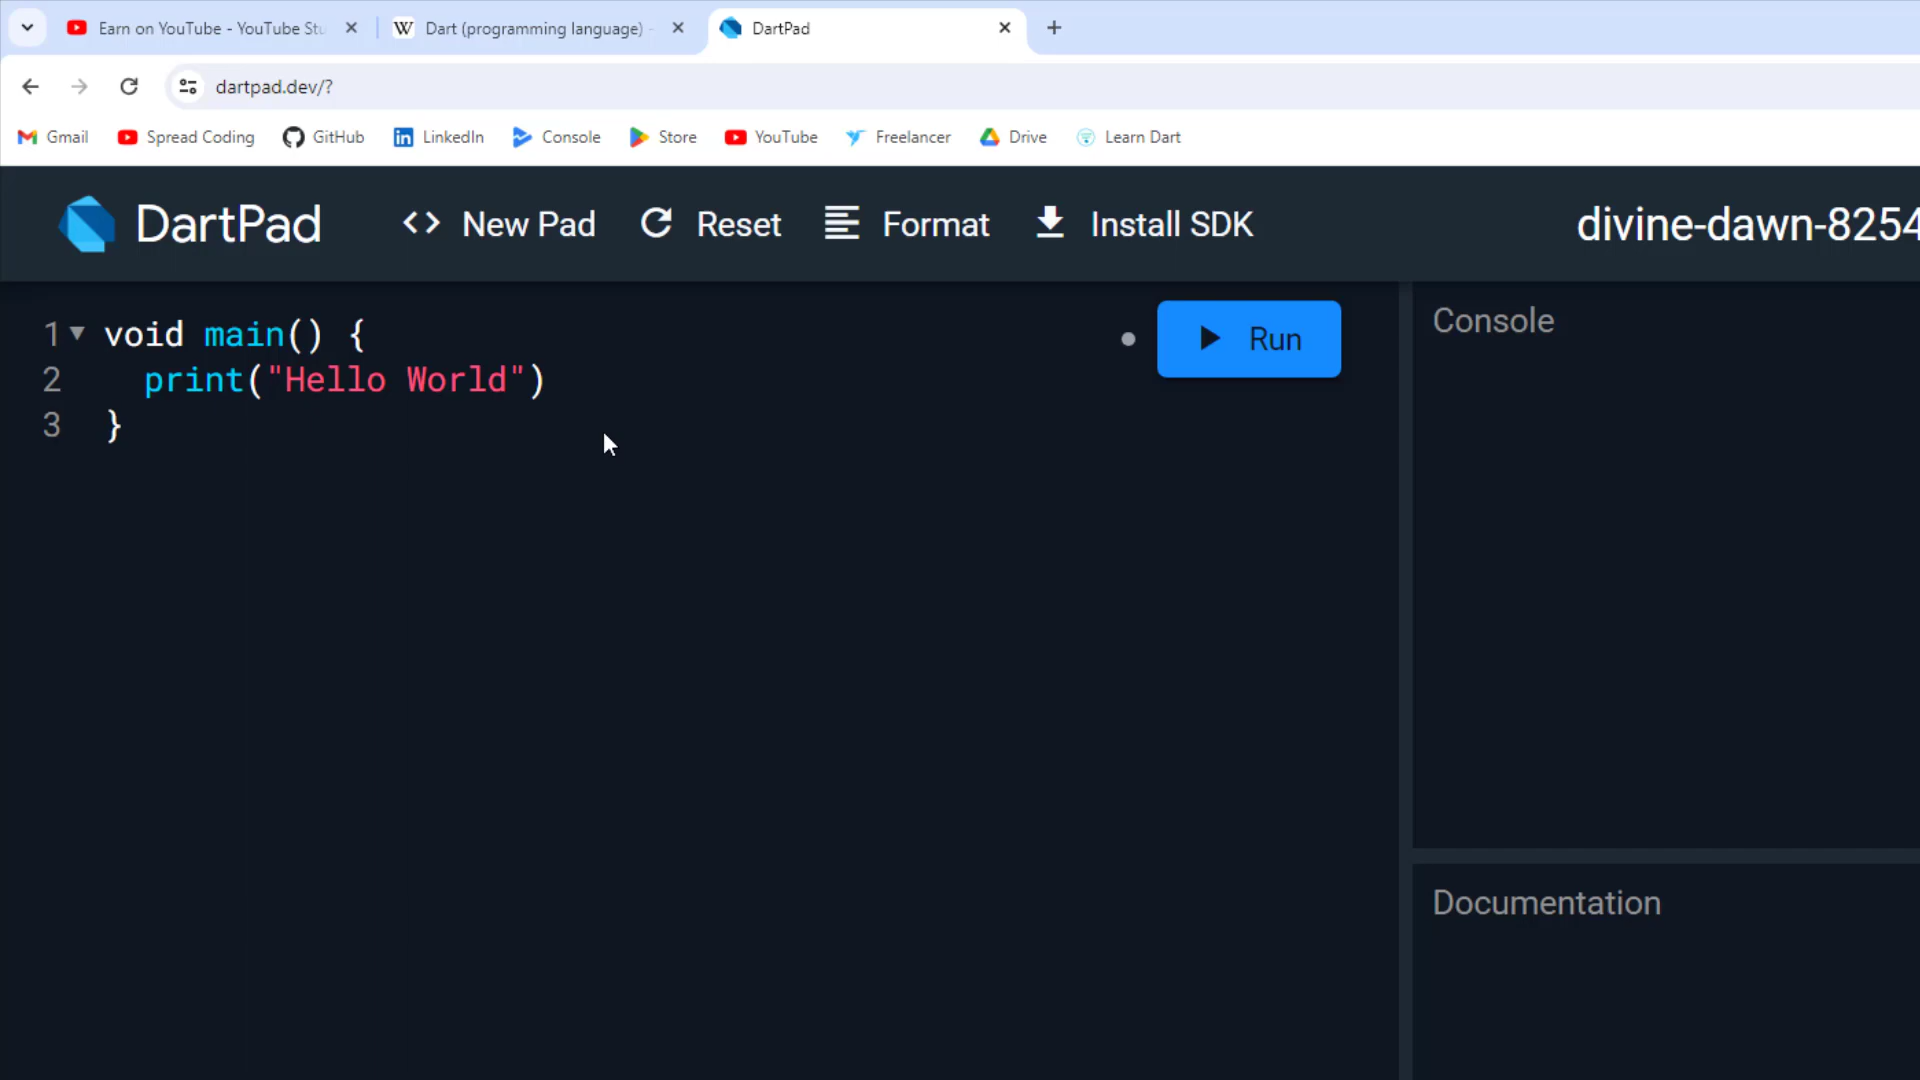 Earn on YouTube - YouTube Stu
W Dart (programming language) -
DartPad
dartpad.dev/?
Gmail Spread Coding GitHub LinkedIn Console Store YouTube Freelancer Drive Learn Dart
DartPad <> New Pad Reset Format Install SDK divine-dawn-8254
1 void main() {
2 print("Hello World")
3 }
Run
Console
Documentation